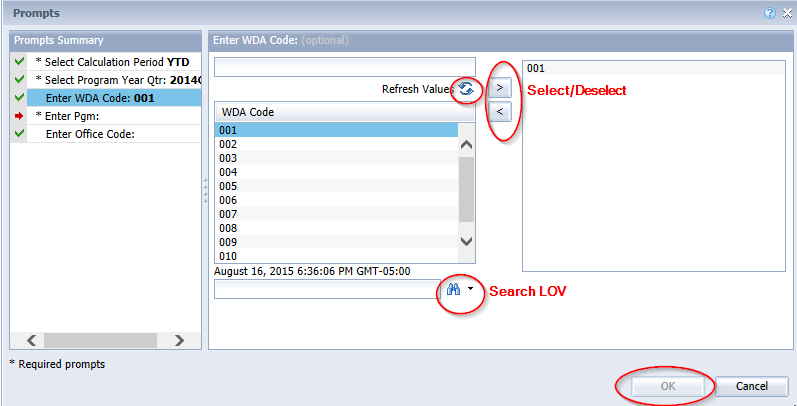 Prompts
Prompts Summary
* Select Calculation Period YTD
* Select Program Year Qtr: 2014Q
Enter WDA Code: 001
* Enter Pgm:
Enter Office Code:
* Required prompts
Enter WDA Code: (optional)
Refresh Values
WDA Code
001
002
003
004
005
006
007
008
009
010
August 16, 2015 6:36:06 PM GMT-05:00
Search LOV
>
<
Select/Deselect
001
OK
Cancel